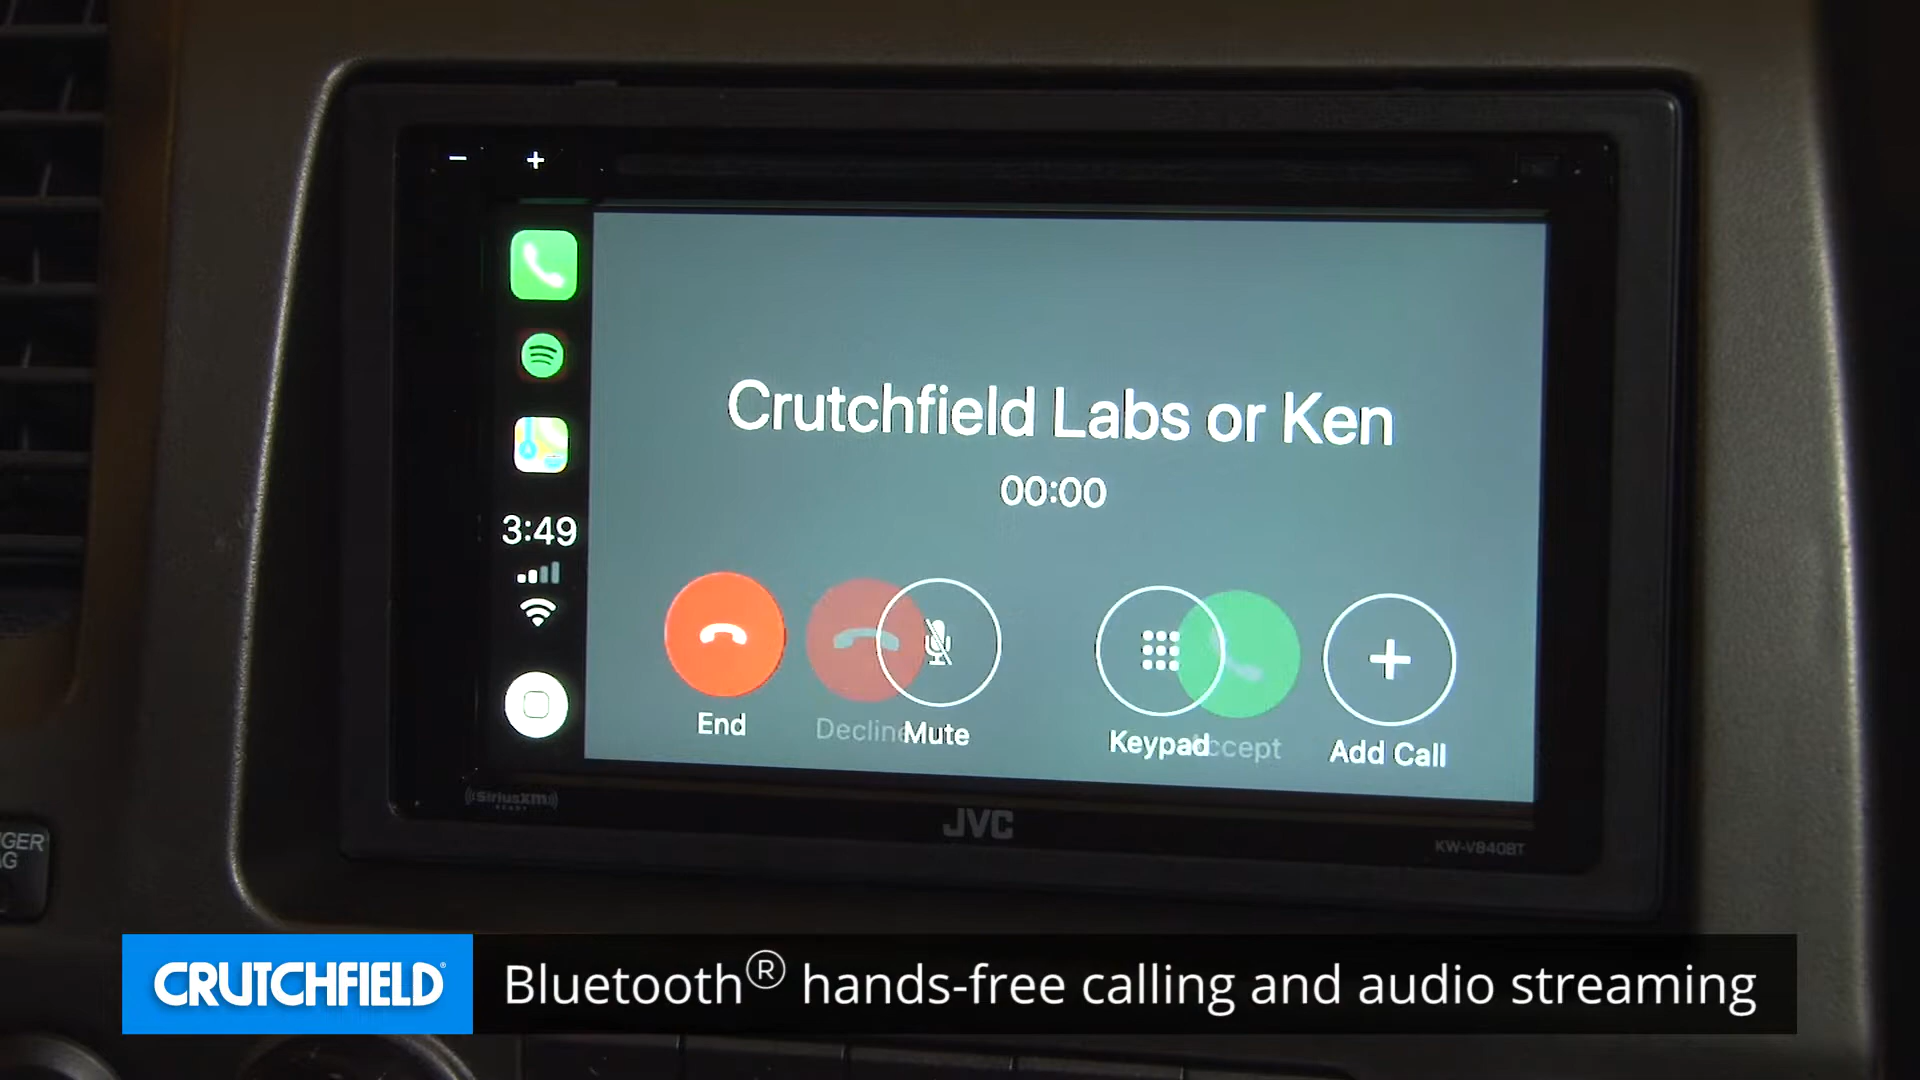 − +
Crutchfield Labs or Ken
00:00
3:49
End
Decline
Mute
Keypad
Accept
Add Call
((SiriusXM))
READY
JVC
KW-V840BT
GER
G
CRUTCHFIELD®
Bluetooth® hands-free calling and audio streaming